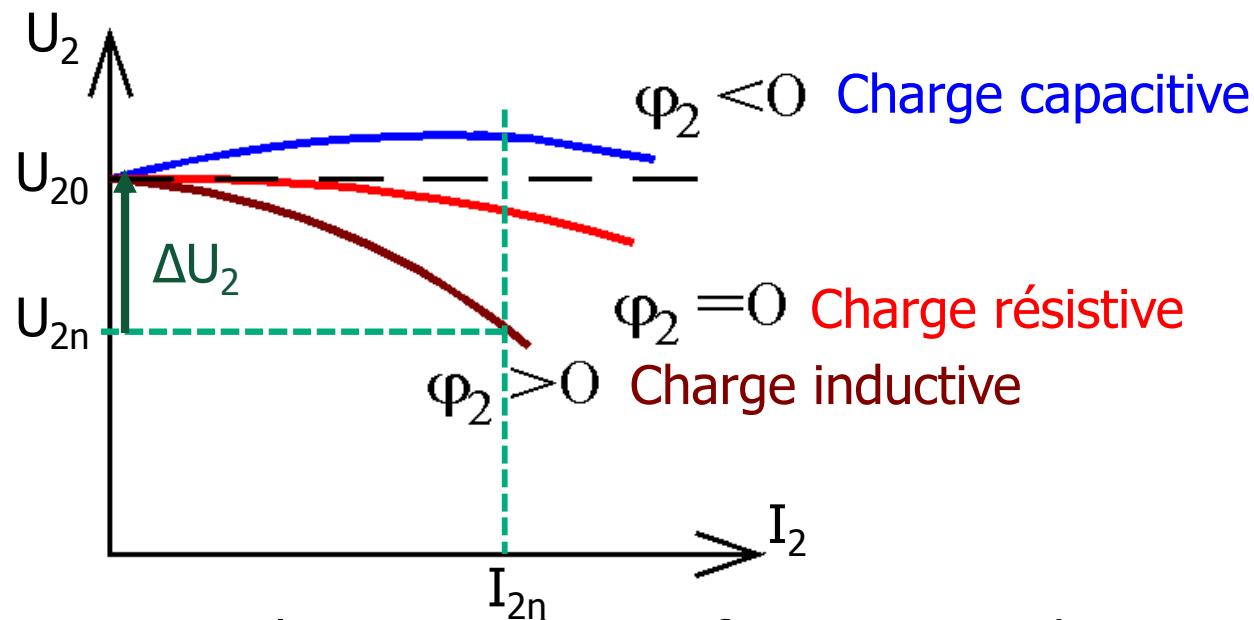 U₂
φ₂ <0 Charge capacitive
U₂₀
ΔU₂
U₂ₙ
φ₂ =0 Charge résistive
φ₂ >0 Charge inductive
I₂
I₂ₙ